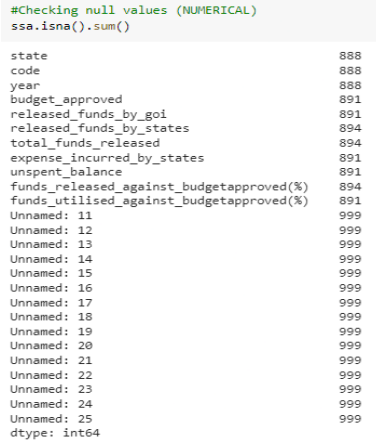 #Checking null values (NUMERICAL)
ssa.isna().sum()
state 888
code 888
year 888
budget_approved 891
released_funds_by_goi 891
released_funds_by_states 894
total_funds_released 894
expense_incurred_by_states 891
unspent_balance 891
funds_released_against_budgetapproved(%) 894
funds_utilised_against_budgetapproved(%) 891
Unnamed: 11 999
Unnamed: 12 999
Unnamed: 13 999
Unnamed: 14 999
Unnamed: 15 999
Unnamed: 16 999
Unnamed: 17 999
Unnamed: 18 999
Unnamed: 19 999
Unnamed: 20 999
Unnamed: 21 999
Unnamed: 22 999
Unnamed: 23 999
Unnamed: 24 999
Unnamed: 25 999
dtype: int64